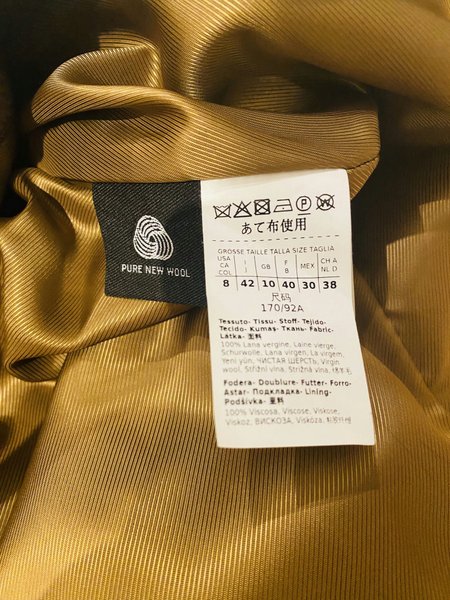 PURE NEW WOOL
あて布使用
GROSSE TAILLE TALLA SIZE TAGLIA
USA CA COL I J GB F B MEX CH A NL D
8 42 10 40 30 38
尺码
170/92A
Tessuto- Tissu- Stoff- Tejido-
Tecido- Kumaş- Ткань- Fabric-
Látka- 面料
100% Lana vergine, Laine vierge,
Schurwolle, Lana virgen, La virgem,
Yeni yün, ЧИСТАЯ ШЕРСТЬ, Virgin
wool, Střižní vlna, Strižná vlna, 绵羊毛
Fodera- Doublure- Futter- Forro-
Astar- Подкладка- Lining-
Podšívka- 里料
100% Viscosa, Viscose, Viskose,
Viskoz, ВИСКОЗА, Viskóza,